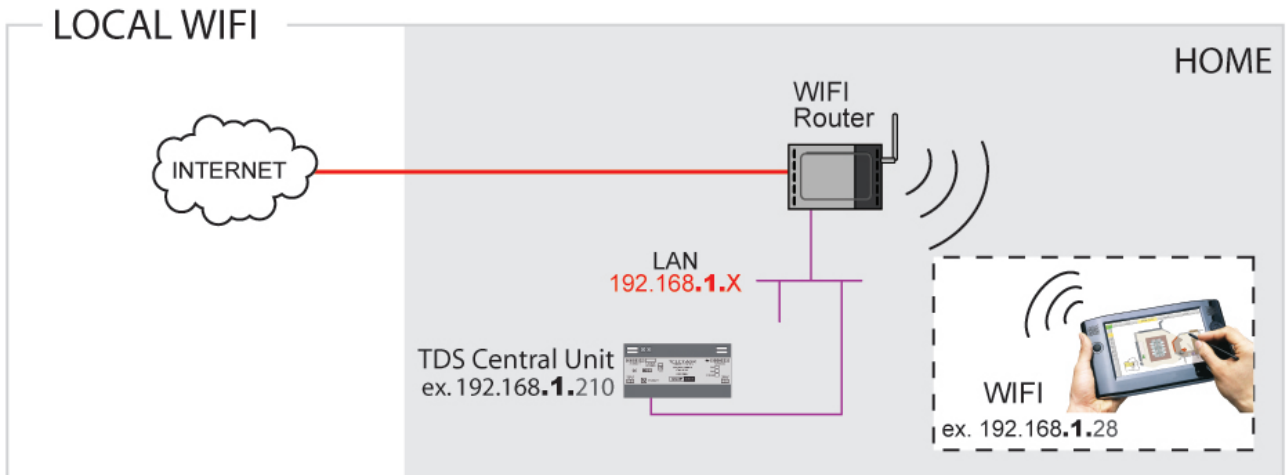 LOCAL WIFI
HOME
WIFI
Router
INTERNET
LAN
192.168.1.X
TDS Central Unit
ex. 192.168.1.210
WIFI
ex. 192.168.1.28